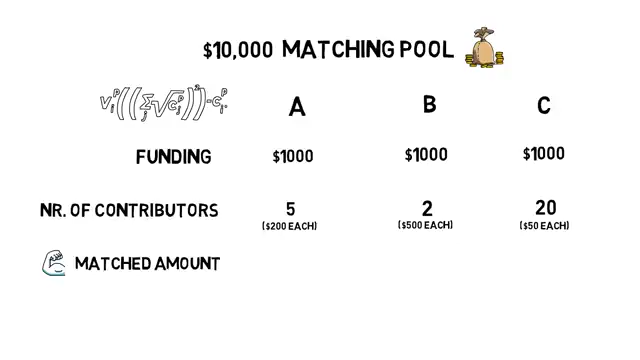 $10,000 MATCHING POOL
A B C
FUNDING $1000 $1000 $1000
NR. OF CONTRIBUTORS 5 2 20
($200 EACH) ($500 EACH) ($50 EACH)
MATCHED AMOUNT